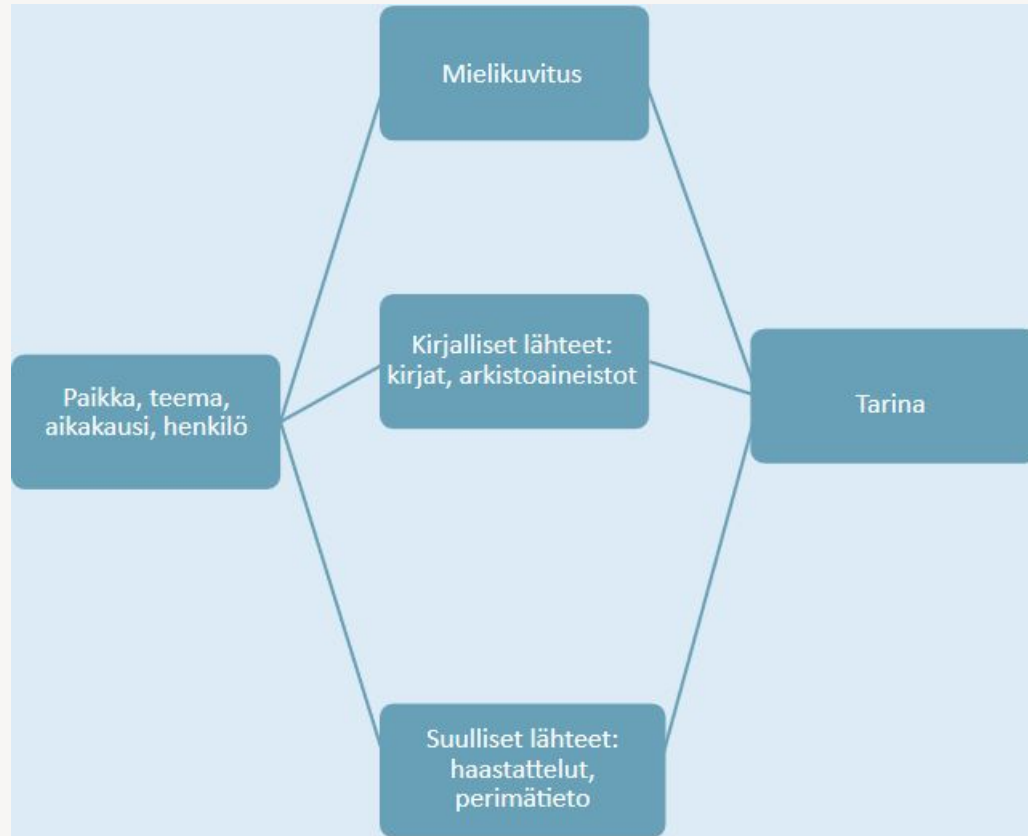 Mielikuvitus
Kirjalliset lähteet:
kirjat, arkistoaineistot
Paikka, teema,
aikakausi, henkilö
Tarina
Suulliset lähteet:
haastattelut,
perimätieto